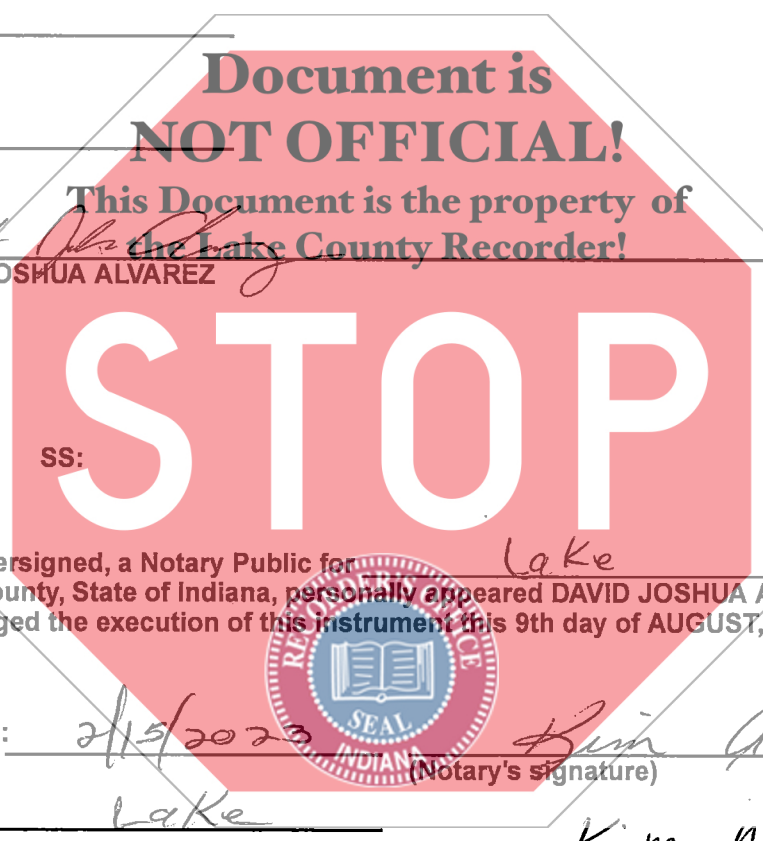 Document is
NOT OFFICIAL!
This Document is the property of
the Lake County Recorder!
OSHUA ALVAREZ
STOP
SS:
ersigned, a Notary Public for Lake
ounty, State of Indiana, personally appeared DAVID JOSHUA A
ged the execution of this instrument this 9th day of AUGUST,
RECORDER'S OFFICE
SEAL
INDIANA
: 2/15/2023 Kim
(Notary's signature)
Lake
Kim